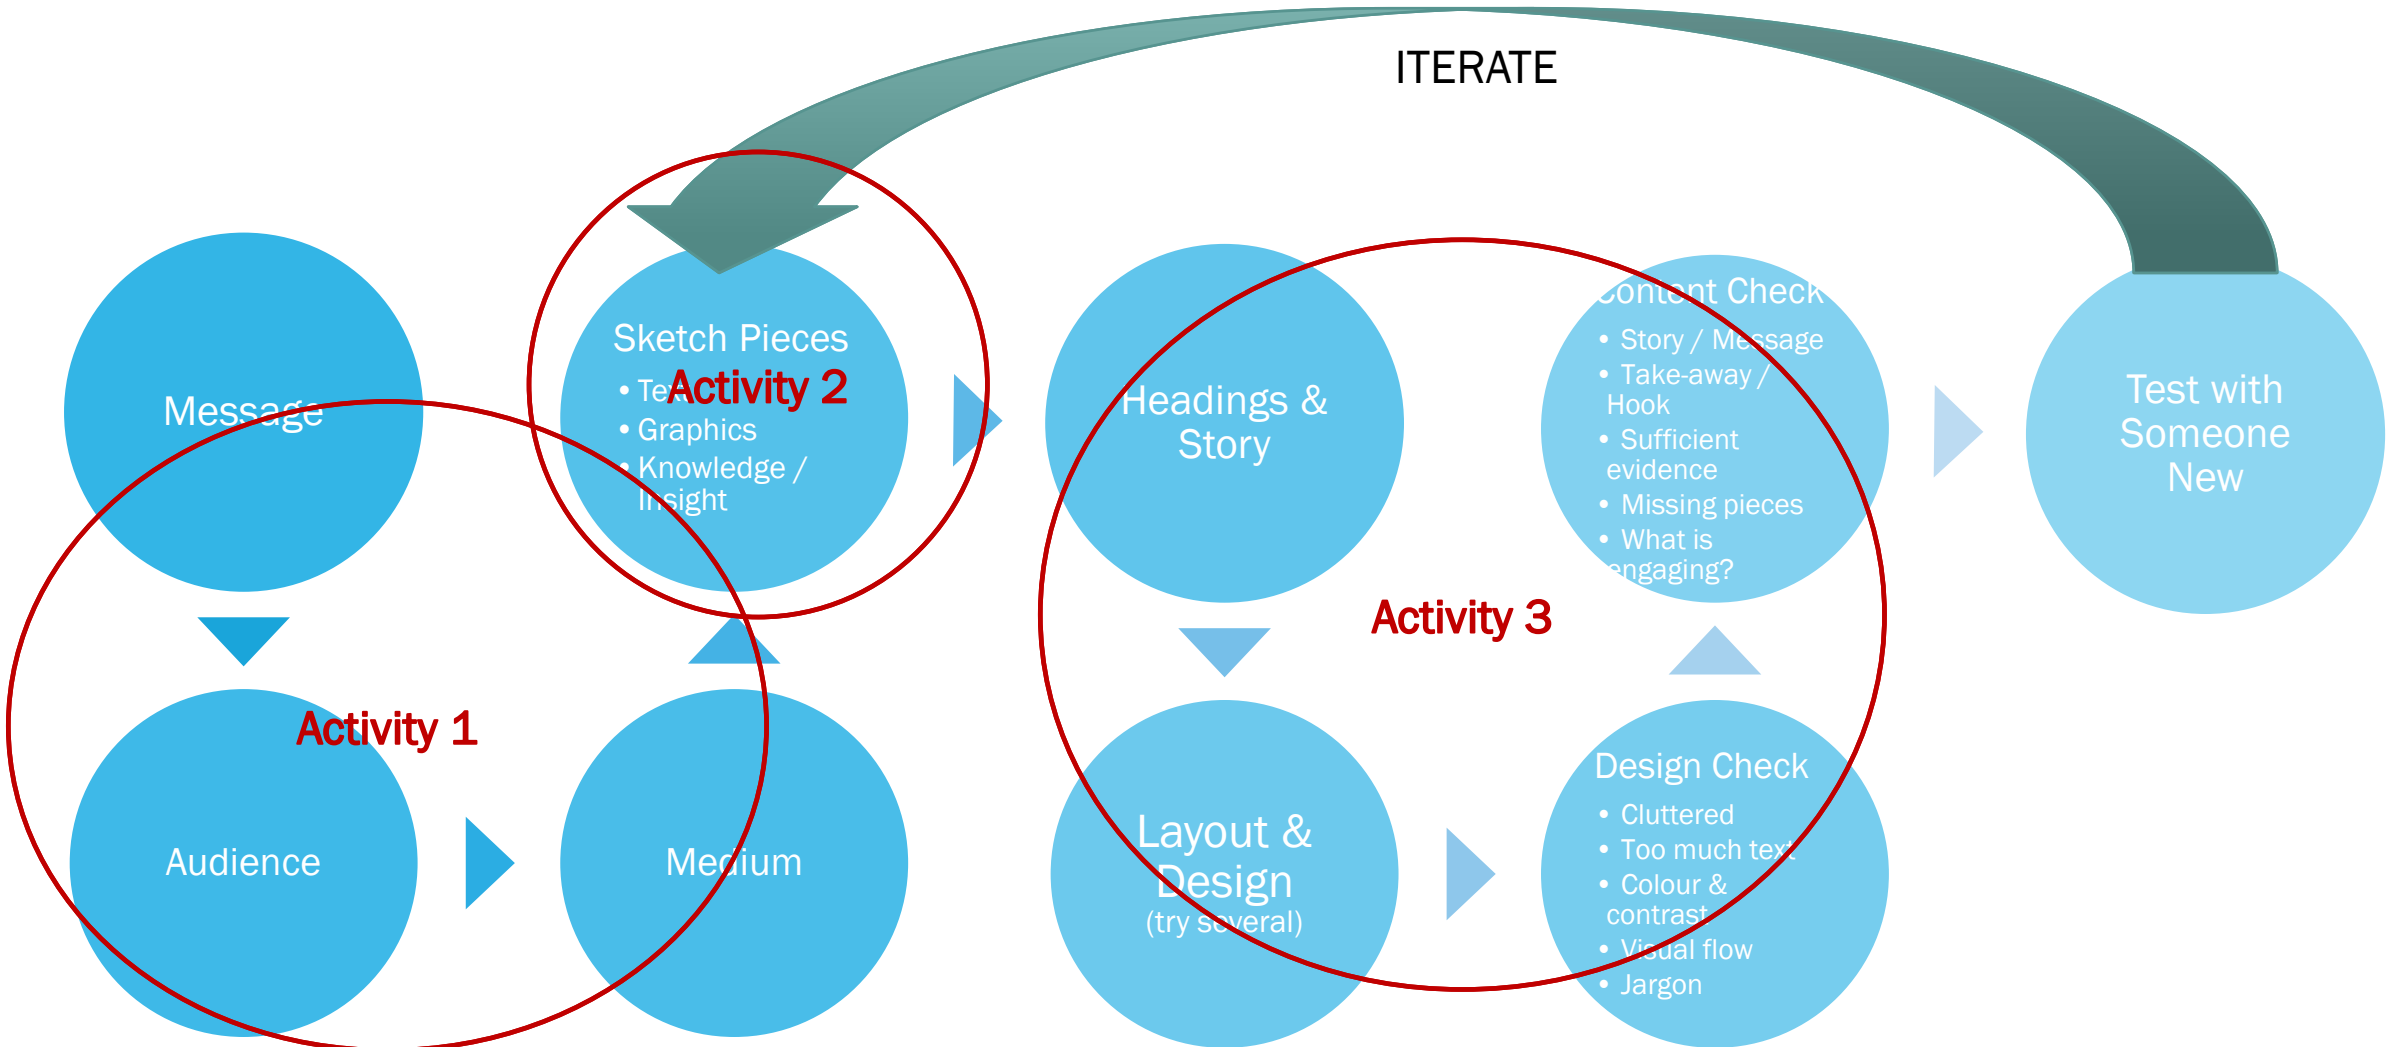 ITERATE
Message
Audience
Activity 1
Medium
Sketch Pieces
• Text
Activity 2
• Graphics
• Knowledge /
Insight
Headings &
Story
Layout &
Design
(try several)
Activity 3
Design Check
• Cluttered
• Too much text
• Colour &
contrast
• Visual flow
• Jargon
Content Check
• Story / Message
• Take-away /
Hook
• Sufficient
evidence
• Missing pieces
• What is
engaging?
Test with
Someone
New